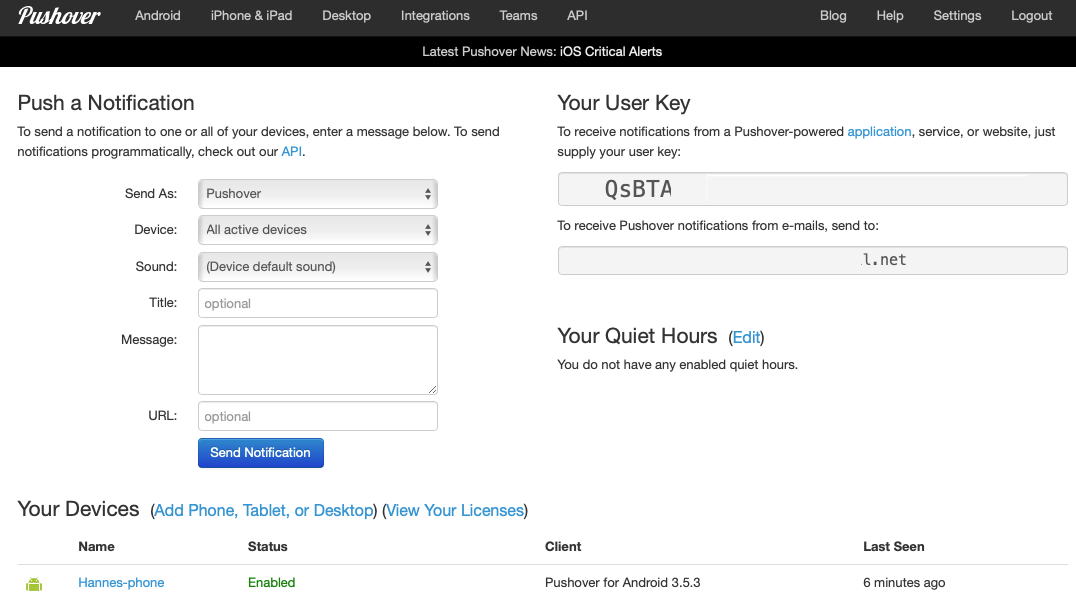 Pushover Android iPhone & iPad Desktop Integrations Teams API Blog Help Settings Logout
Latest Pushover News: iOS Critical Alerts
Push a Notification
To send a notification to one or all of your devices, enter a message below. To send
notifications programmatically, check out our API.
Send As: Pushover
Device: All active devices
Sound: (Device default sound)
Title: optional
Message:
URL: optional
Send Notification
Your User Key
To receive notifications from a Pushover-powered application, service, or website, just
supply your user key:
QsBTA
To receive Pushover notifications from e-mails, send to:
l.net
Your Quiet Hours (Edit)
You do not have any enabled quiet hours.
Your Devices (Add Phone, Tablet, or Desktop) (View Your Licenses)
Name Status Client Last Seen
Hannes-phone Enabled Pushover for Android 3.5.3 6 minutes ago